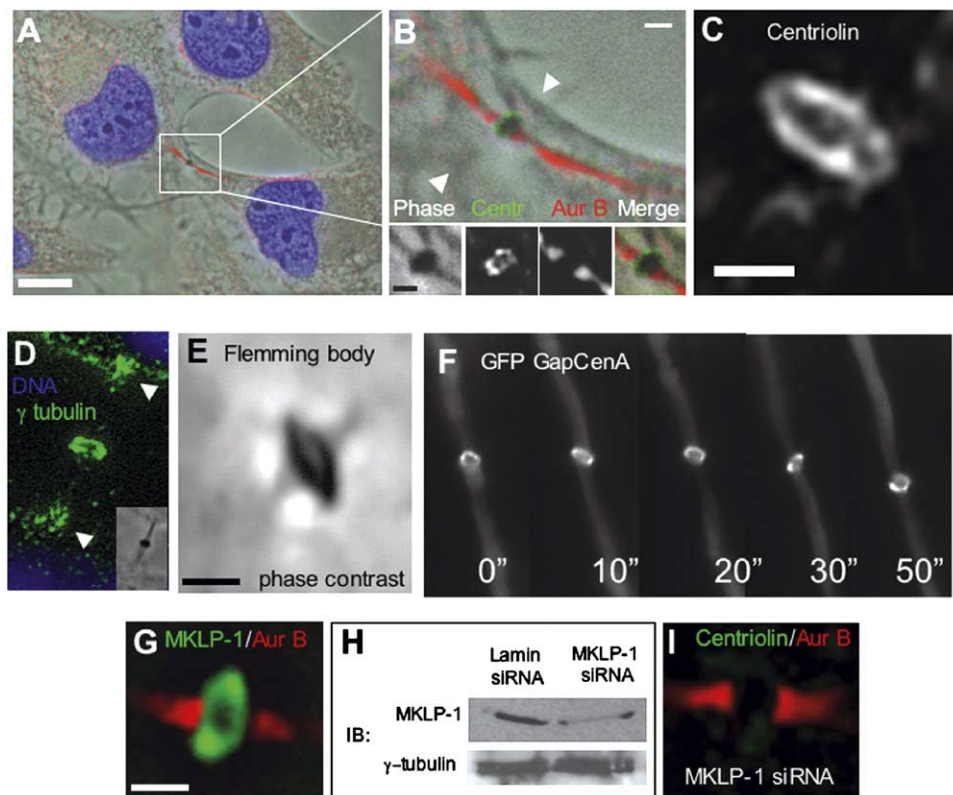 A
B
Phase Centr Aur B Merge
C
Centriolin
D
DNA
γ tubulin
E Flemming body
phase contrast
F GFP GapCenA
0” 10” 20” 30” 50”
G MKLP-1/Aur B
H
Lamin siRNA MKLP-1 siRNA
MKLP-1
IB:
γ-tubulin
I Centriolin/Aur B
MKLP-1 siRNA